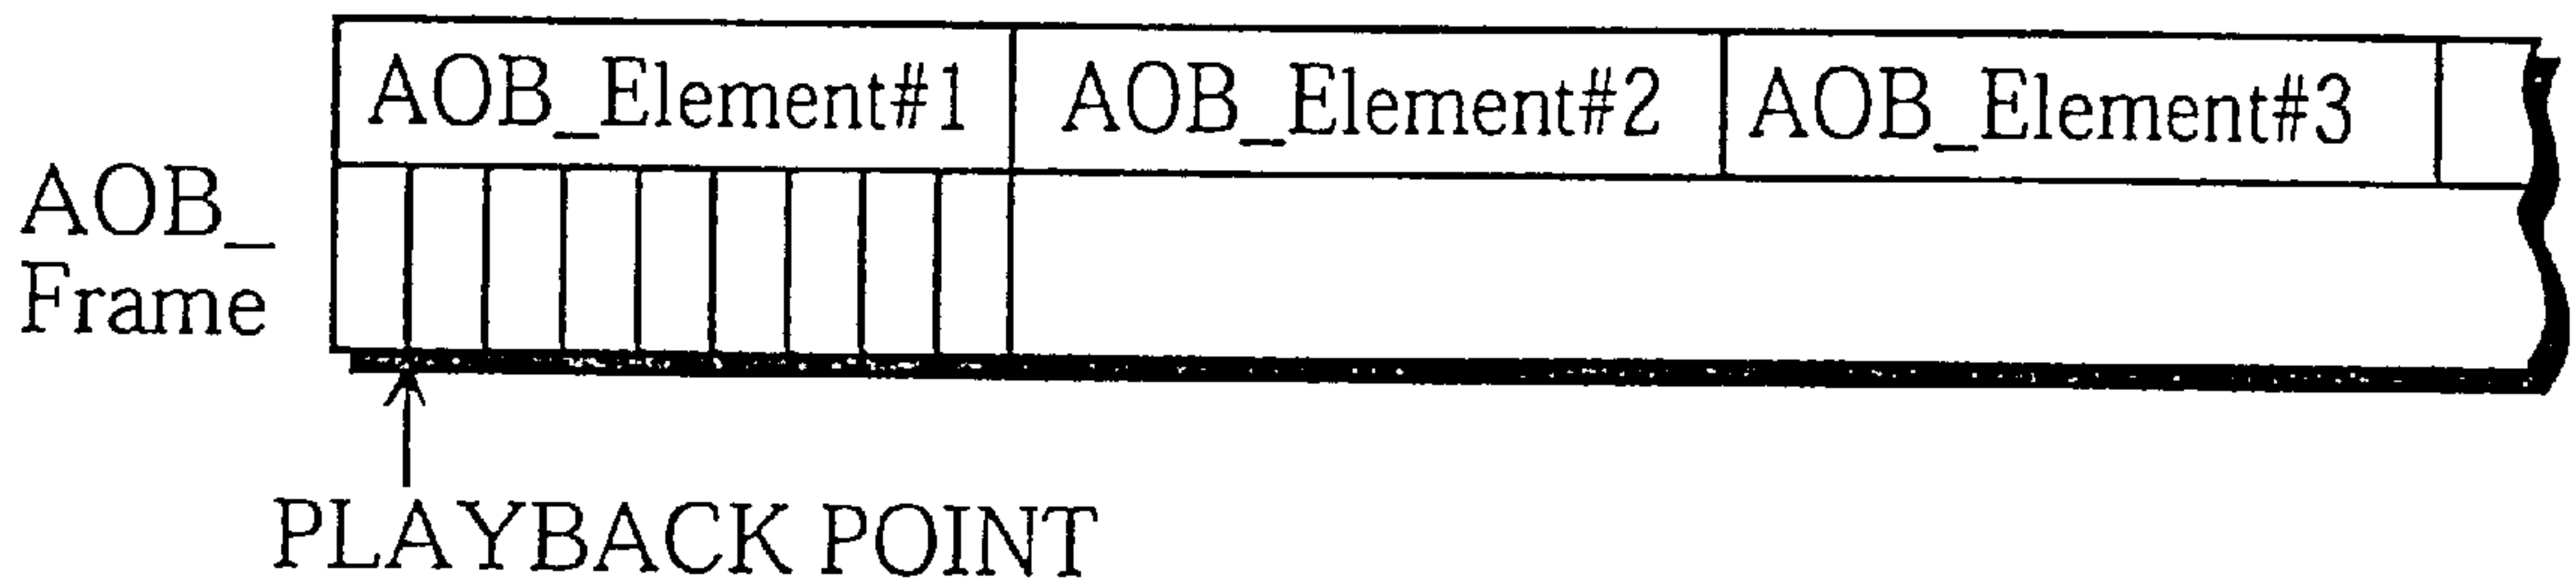 AOB_Element#1 AOB_Element#2 AOB_Element#3
AOB_
Frame
PLAYBACK POINT